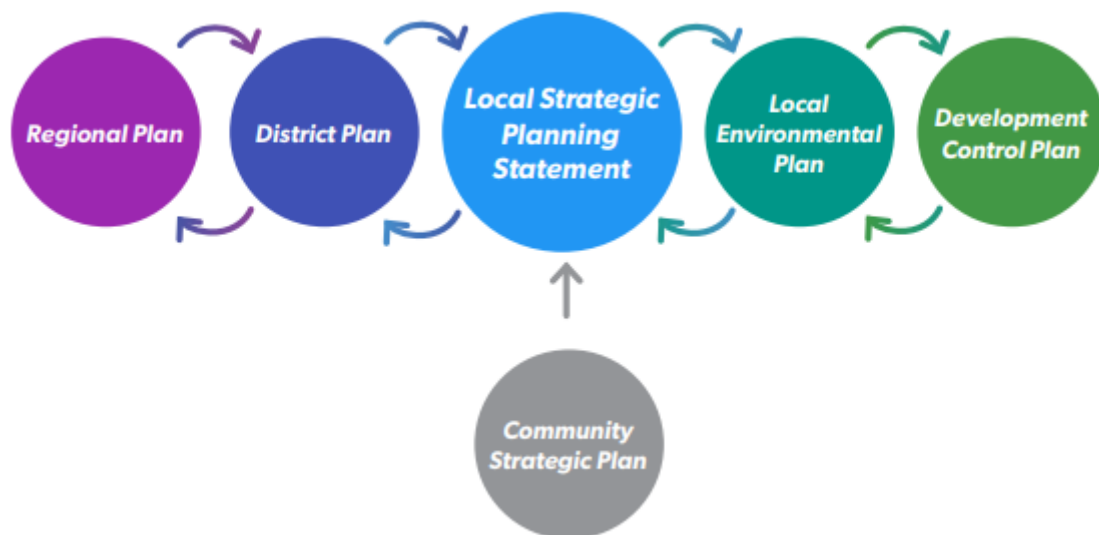 Regional Plan
District Plan
Local Strategic
Planning
Statement
Local
Environmental
Plan
Development
Control Plan
Community
Strategic Plan